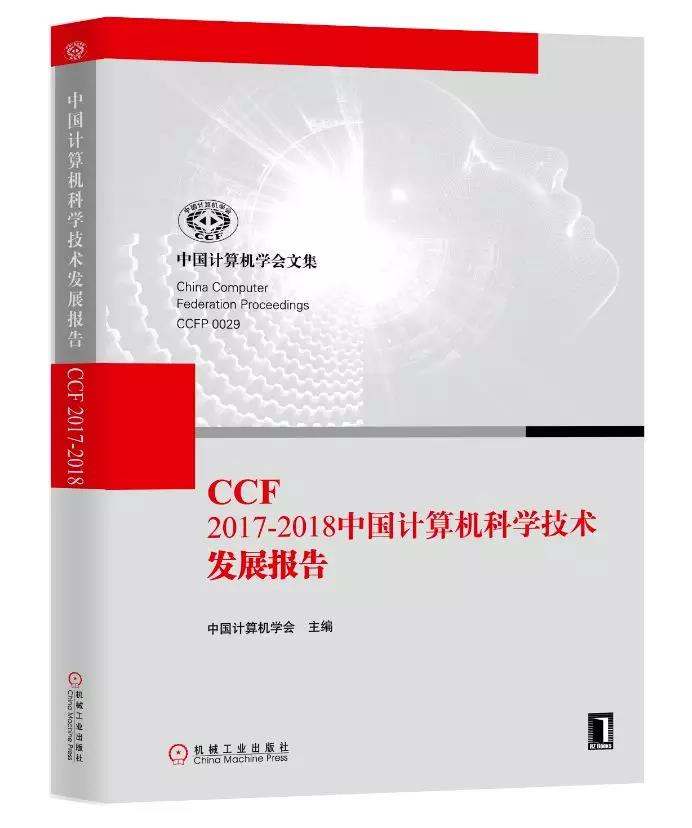 中国计算机科学技术发展报告
CCF 2017-2018
机械工业出版社
China Machine Press
中国计算机学会
CCF
中国计算机学会文集
China Computer
Federation Proceedings
CCFP 0029
CCF
2017-2018中国计算机科学技术
发展报告
中国计算机学会 主编
机械工业出版社
China Machine Press
HZ Books